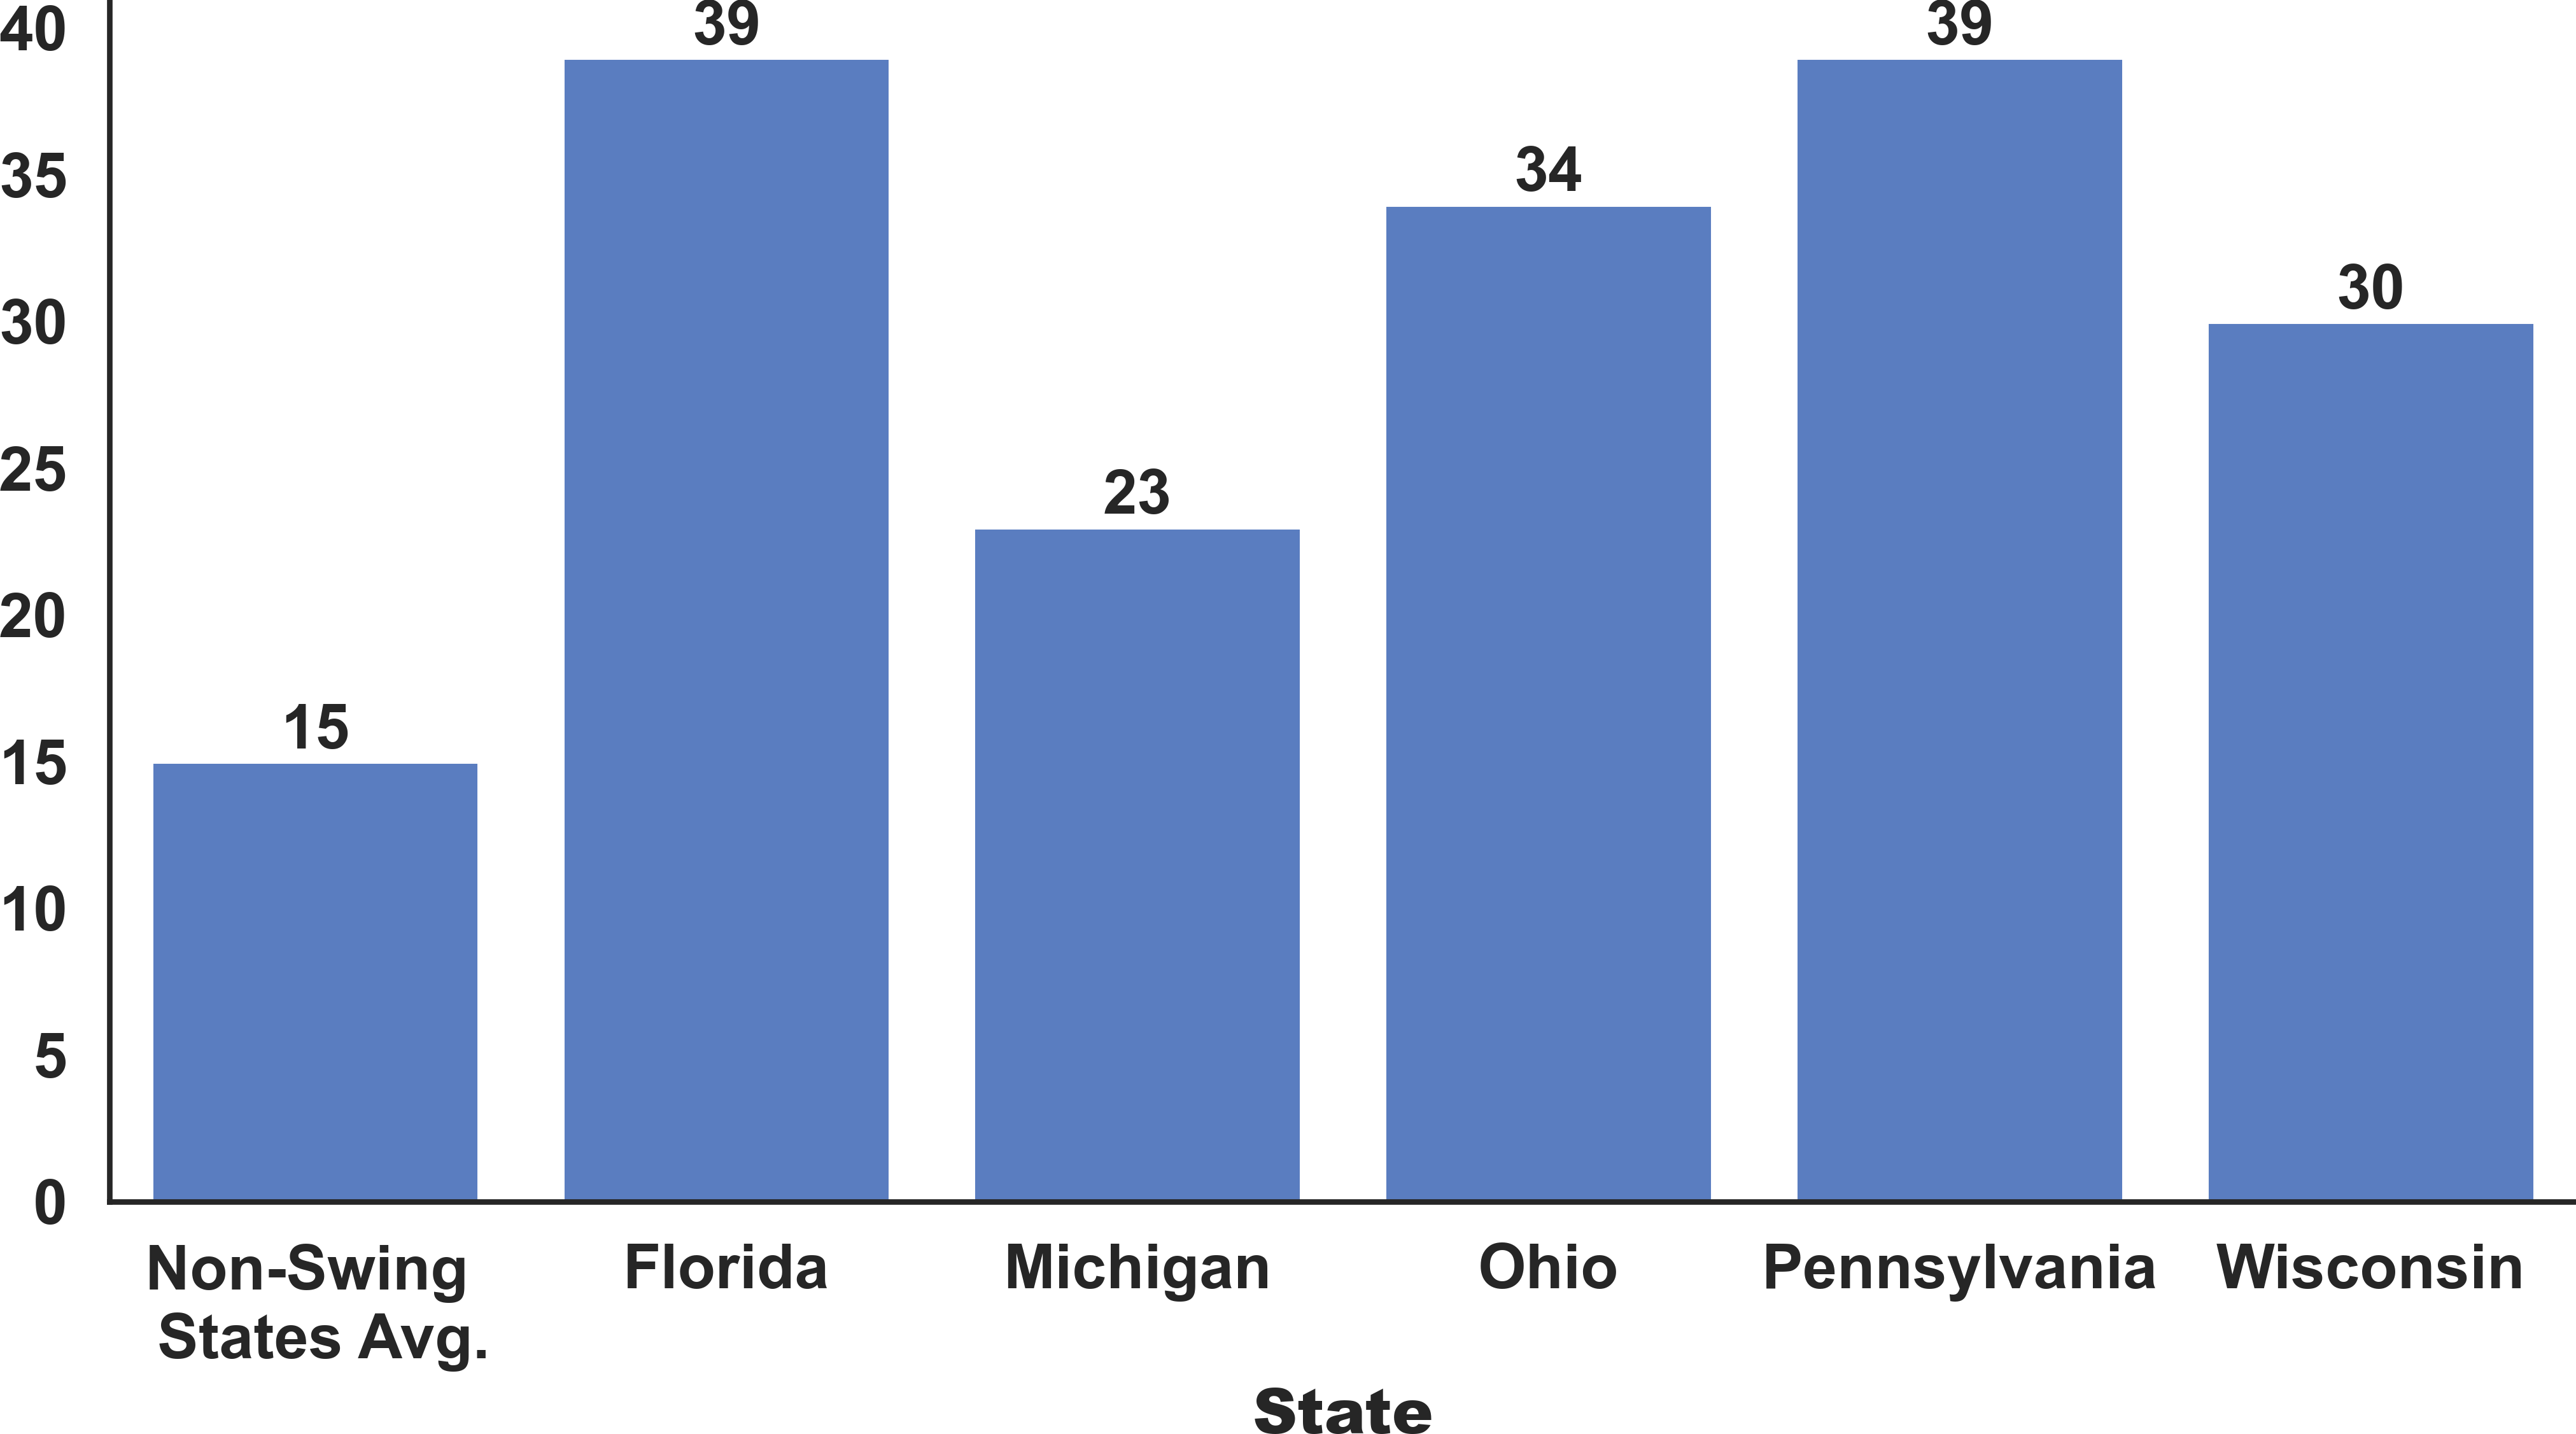 40
35
30
25
20
15
10
5
0
15
39
23
34
39
30
Non-Swing
States Avg.
Florida
Michigan
Ohio
Pennsylvania
Wisconsin
State